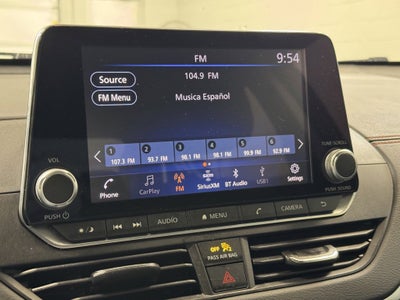 FM
9:54
Source
104.9 FM
FM Menu
Musica Español
1 2 3 4 5 6
107.3 FM 93.7 FM 98.1 FM 98.1 FM 99.9 FM 92.9 FM
Phone CarPlay FM SiriusXM BT Audio USB1 Settings
VOL
TUNE·SCROLL
PUSH
PUSH SOUND
AUDIO
MENU
CAMERA
PASS AIR BAG
OFF